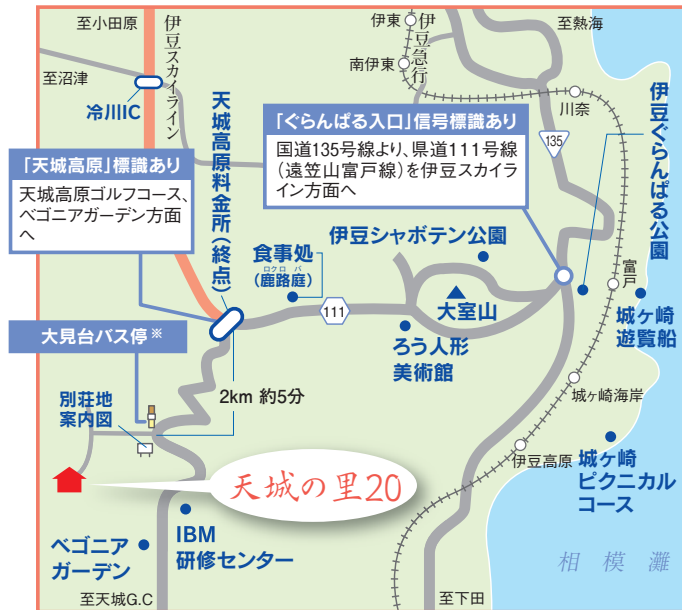 至小田原
伊豆スカイライン
伊東
伊豆急行
至熱海
至沼津
南伊東
冷川IC
川奈
天城高原料金所(終点)
「ぐらんぱる入口」信号標識あり
国道135号線より、県道111号線
(遠笠山富戸線)を伊豆スカイ
ライン方面へ
135
伊豆ぐらんぱる公園
「天城高原」標識あり
天城高原ゴルフコース、
ベゴニアガーデン方面
へ
食事処
ロクロバ
(鹿路庭)
伊豆シャボテン公園
富戸
111
大室山
城ヶ崎
遊覧船
大見台バス停※
ろう人形
美術館
2km 約5分
別荘地
案内図
城ヶ崎海岸
伊豆高原
城ヶ崎
ピクニカル
コース
天城の里20
IBM
研修センター
ベゴニア
ガーデン
相模灘
至天城G.C
至下田